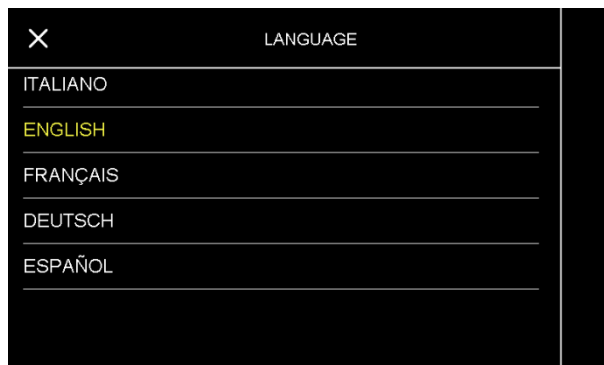 LANGUAGE
ITALIANO
ENGLISH
FRANÇAIS
DEUTSCH
ESPAÑOL